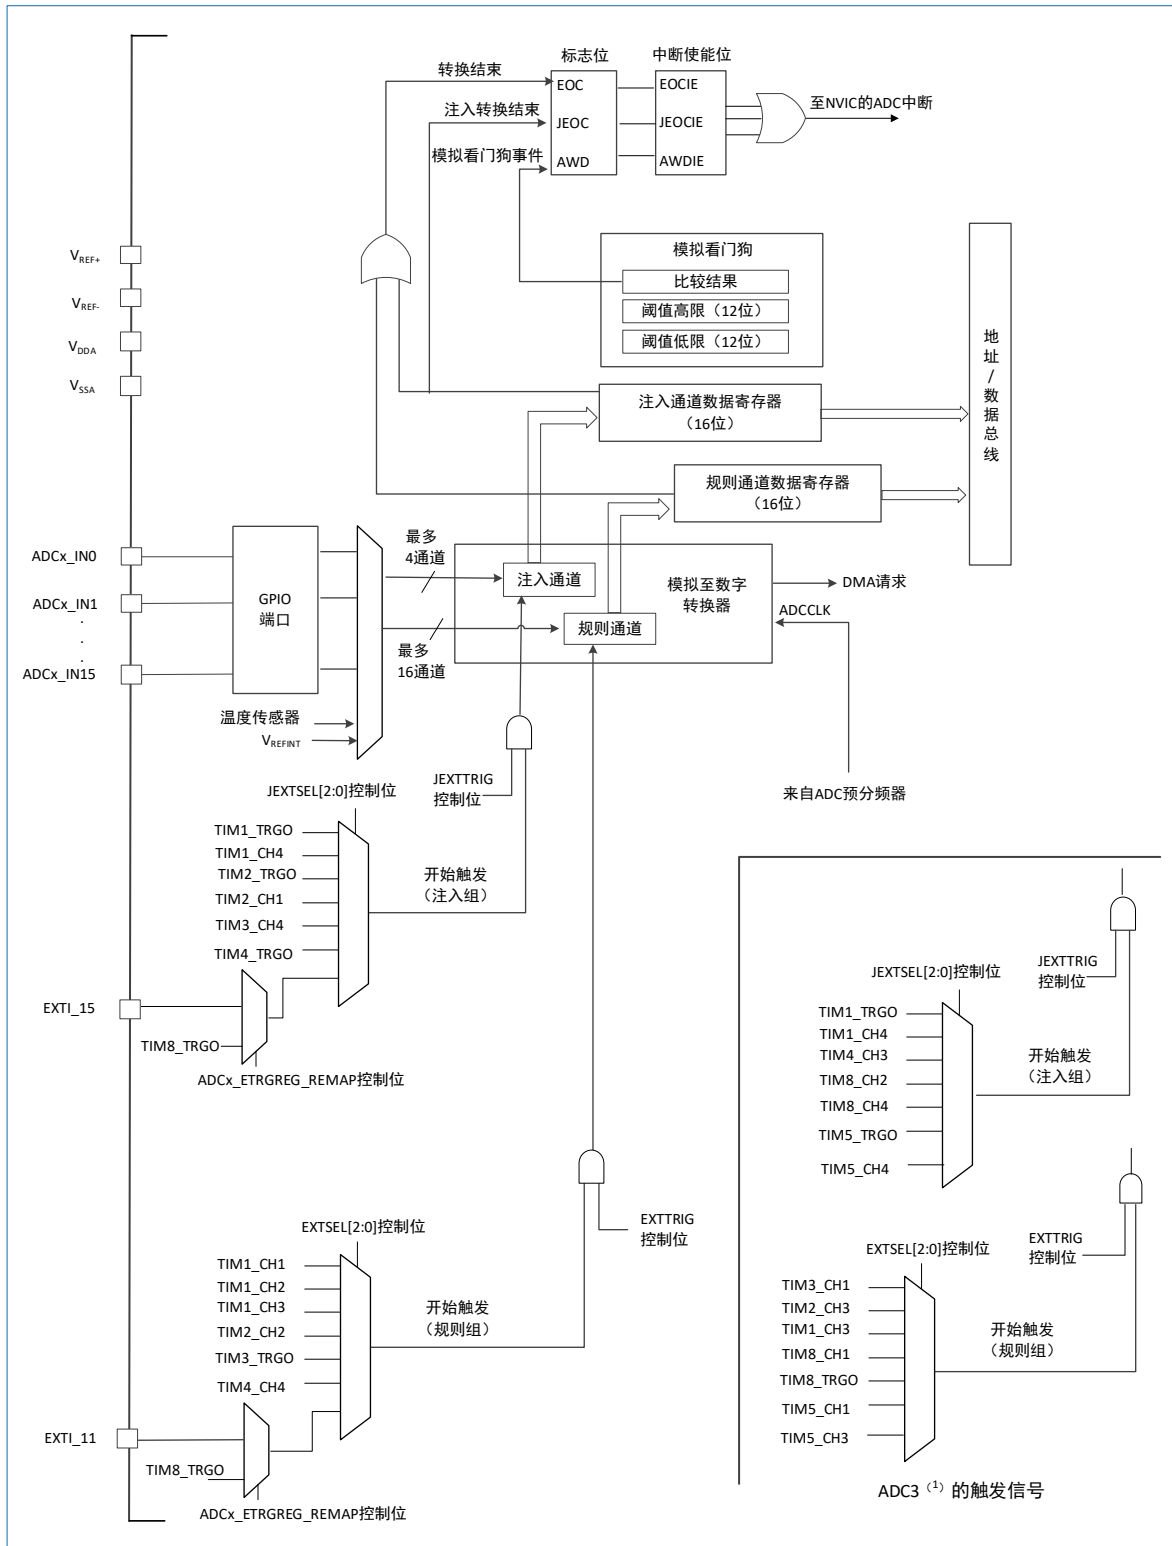 标志位
中断使能位
转换结束
EOC
EOCIE
至NVIC的ADC中断
注入转换结束
JEOC
JEOCIE
模拟看门狗事件
AWD
AWDIE
VREF+
VREF-
VDDA
VSSA
模拟看门狗
比较结果
阈值高限（12位）
阈值低限（12位）
地址/数据总线
注入通道数据寄存器
（16位）
规则通道数据寄存器
（16位）
ADCx_IN0
ADCx_IN1
.
.
.
ADCx_IN15
GPIO
端口
最多
4通道
注入通道
模拟至数字
转换器
DMA请求
ADCCLK
规则通道
最多
16通道
温度传感器
VREFINT
JEXTTRIG
控制位
来自ADC预分频器
JEXTSEL[2:0]控制位
TIM1_TRGO
TIM1_CH4
TIM2_TRGO
TIM2_CH1
TIM3_CH4
TIM4_TRGO
开始触发
（注入组）
EXTI_15
TIM8_TRGO
ADCx_ETRGREG_REMAP控制位
EXTTRIG
控制位
EXTSEL[2:0]控制位
TIM1_CH1
TIM1_CH2
TIM1_CH3
TIM2_CH2
TIM3_TRGO
TIM4_CH4
开始触发
（规则组）
EXTI_11
TIM8_TRGO
ADCx_ETRGREG_REMAP控制位
JEXTTRIG
控制位
JEXTSEL[2:0]控制位
TIM1_TRGO
TIM1_CH4
TIM4_CH3
TIM8_CH2
TIM8_CH4
TIM5_TRGO
TIM5_CH4
开始触发
（注入组）
EXTTRIG
控制位
EXTSEL[2:0]控制位
TIM3_CH1
TIM2_CH3
TIM1_CH3
TIM8_CH1
TIM8_TRGO
TIM5_CH1
TIM5_CH3
开始触发
（规则组）
ADC3（1）的触发信号